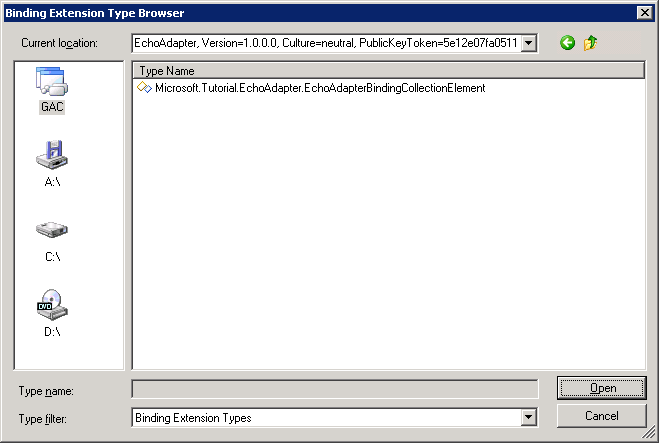 Binding Extension Type Browser
Current location:
EchoAdapter, Version=1.0.0.0, Culture=neutral, PublicKeyToken=5e12e07fa0511
Type Name
GAC
Microsoft.Tutorial.EchoAdapter.EchoAdapterBindingCollectionElement
A:\
C:\
DVD
D:\
Type name:
Open
Type filter:
Binding Extension Types
Cancel